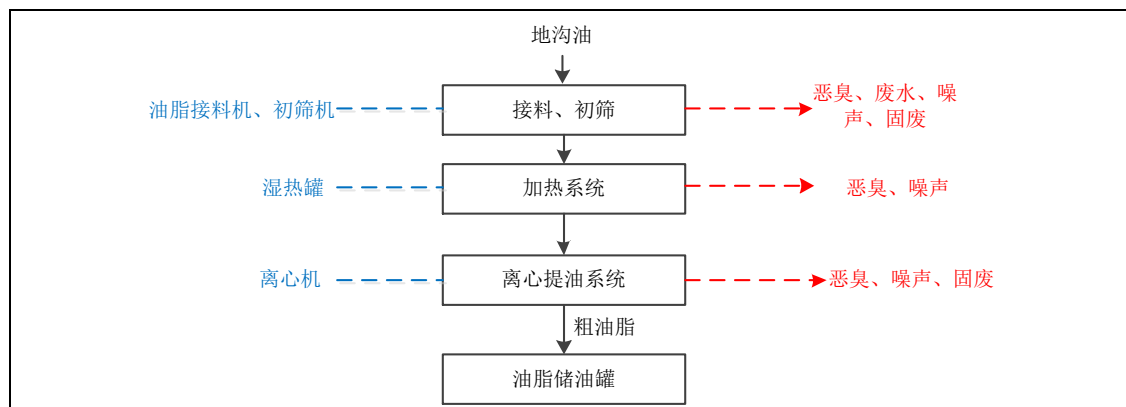 地沟油
油脂接料机、初筛机
接料、初筛
恶臭、废水、噪
声、固废
湿热罐
加热系统
恶臭、噪声
离心机
离心提油系统
恶臭、噪声、固废
粗油脂
油脂储油罐